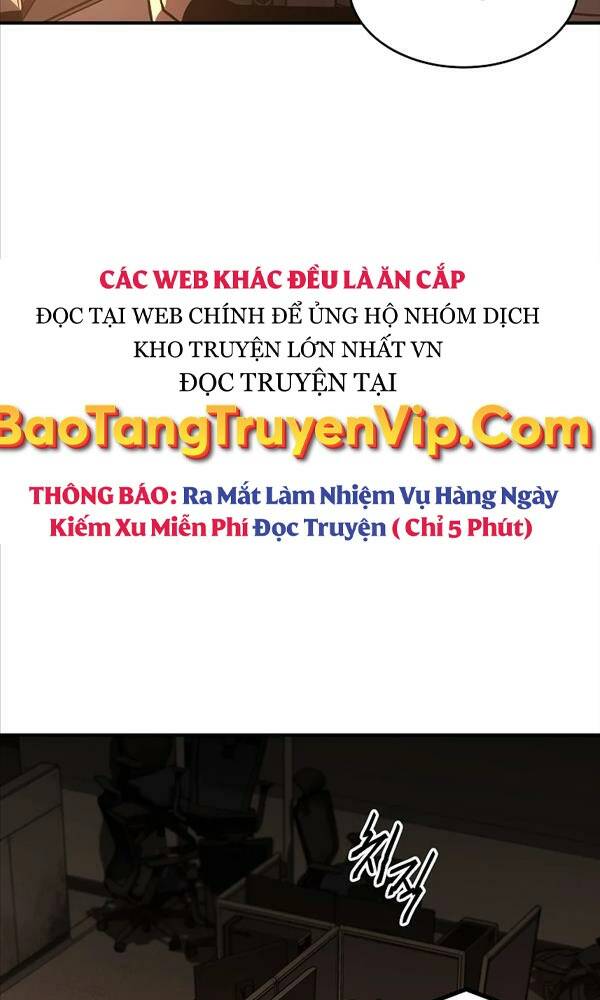 CÁC WEB KHÁC ĐỀU LÀ ĂN CẮP
ĐỌC TẠI WEB CHÍNH ĐỂ ỦNG HỘ NHÓM DỊCH
KHO TRUYỆN LỚN NHẤT VN
ĐỌC TRUYỆN TẠI
BaoTangTruyenVip.Com
THÔNG BÁO: Ra Mắt Làm Nhiệm Vụ Hàng Ngày
Kiếm Xu Miễn Phí Đọc Truyện ( Chỉ 5 Phút)
치직